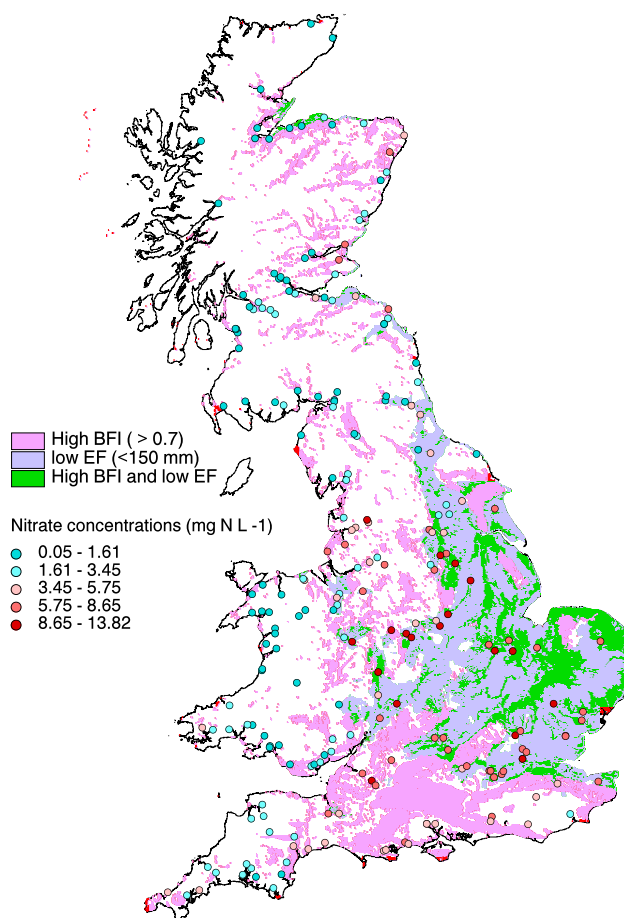 High BFI ( > 0.7)
low EF (<150 mm)
High BFI and low EF
Nitrate concentrations (mg N L -1)
0.05 - 1.61
1.61 - 3.45
3.45 - 5.75
5.75 - 8.65
8.65 - 13.82